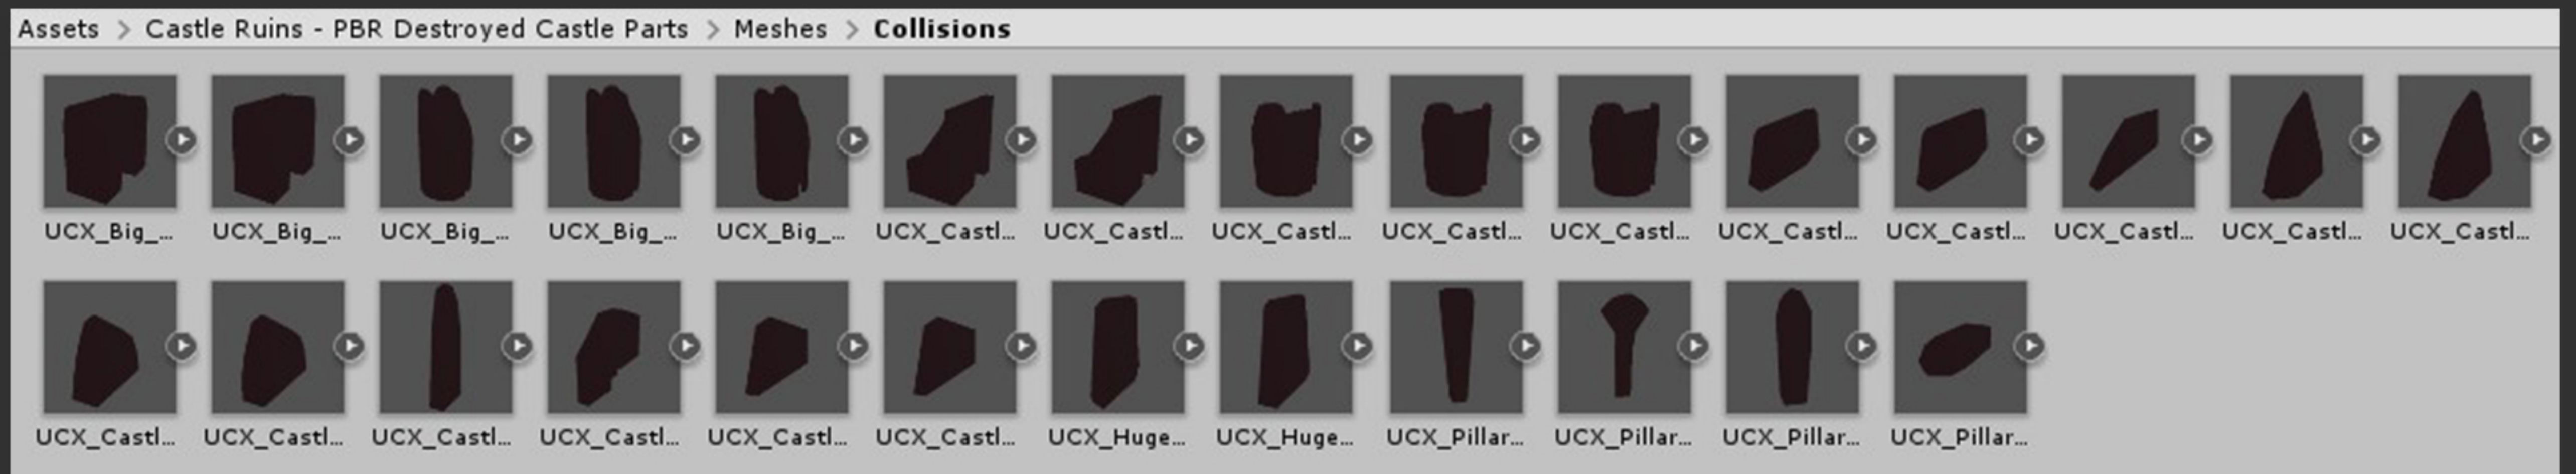 Assets > Castle Ruins - PBR Destroyed Castle Parts > Meshes > Collisions
UCX_Big_... UCX_Big_... UCX_Big_... UCX_Big_... UCX_Big_... UCX_Castl... UCX_Castl... UCX_Castl... UCX_Castl... UCX_Castl... UCX_Castl... UCX_Castl... UCX_Castl... UCX_Castl... UCX_Castl...
UCX_Castl... UCX_Castl... UCX_Castl... UCX_Castl... UCX_Castl... UCX_Castl... UCX_Huge... UCX_Huge... UCX_Pillar... UCX_Pillar... UCX_Pillar... UCX_Pillar...